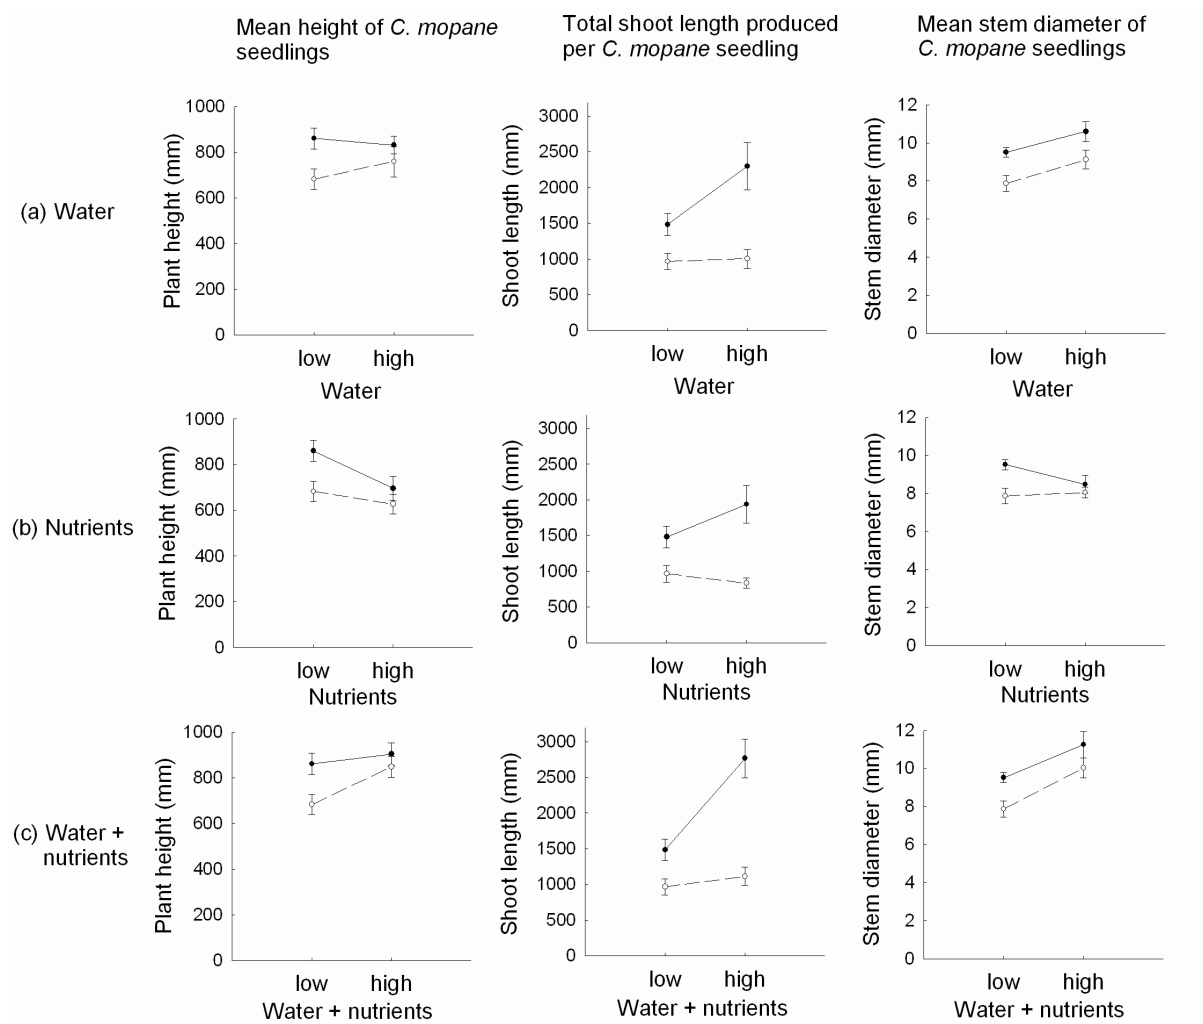 Mean height of C. mopane
seedlings
Total shoot length produced
per C. mopane seedling
Mean stem diameter of
C. mopane seedlings
(a) Water
Plant height (mm)
1000
800
600
400
200
0
low high
Water
Shoot length (mm)
3000
2500
2000
1500
1000
500
0
low high
Water
Stem diameter (mm)
12
10
8
6
4
2
0
low high
Water
(b) Nutrients
Plant height (mm)
1000
800
600
400
200
0
low high
Nutrients
Shoot length (mm)
3000
2500
2000
1500
1000
500
0
low high
Nutrients
Stem diameter (mm)
12
10
8
6
4
2
0
low high
Nutrients
(c) Water +
nutrients
Plant height (mm)
1000
800
600
400
200
0
low high
Water + nutrients
Shoot length (mm)
3000
2500
2000
1500
1000
500
0
low high
Water + nutrients
Stem diameter (mm)
12
10
8
6
4
2
0
low high
Water + nutrients